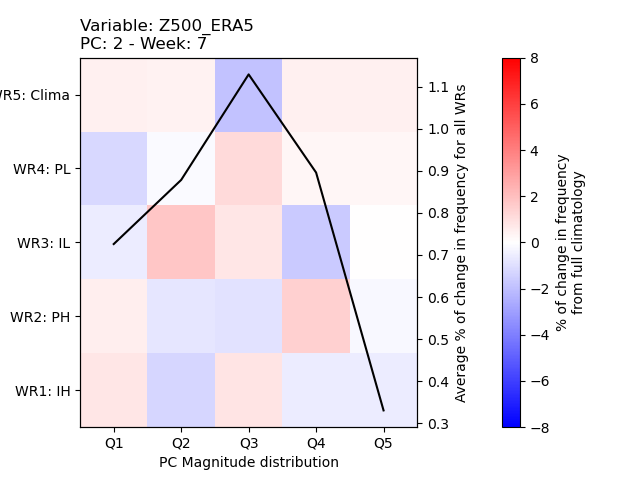 Variable: Z500_ERA5
PC: 2 - Week: 7
WR5: Clima
WR4: PL
WR3: IL
WR2: PH
WR1: IH
Q1 Q2 Q3 Q4 Q5
PC Magnitude distribution
1.1
1.0
0.9
0.8
0.7
0.6
0.5
0.4
0.3
Average % of change in frequency for all WRs
8
6
4
2
0
−2
−4
−6
−8
% of change in frequency
from full climatology